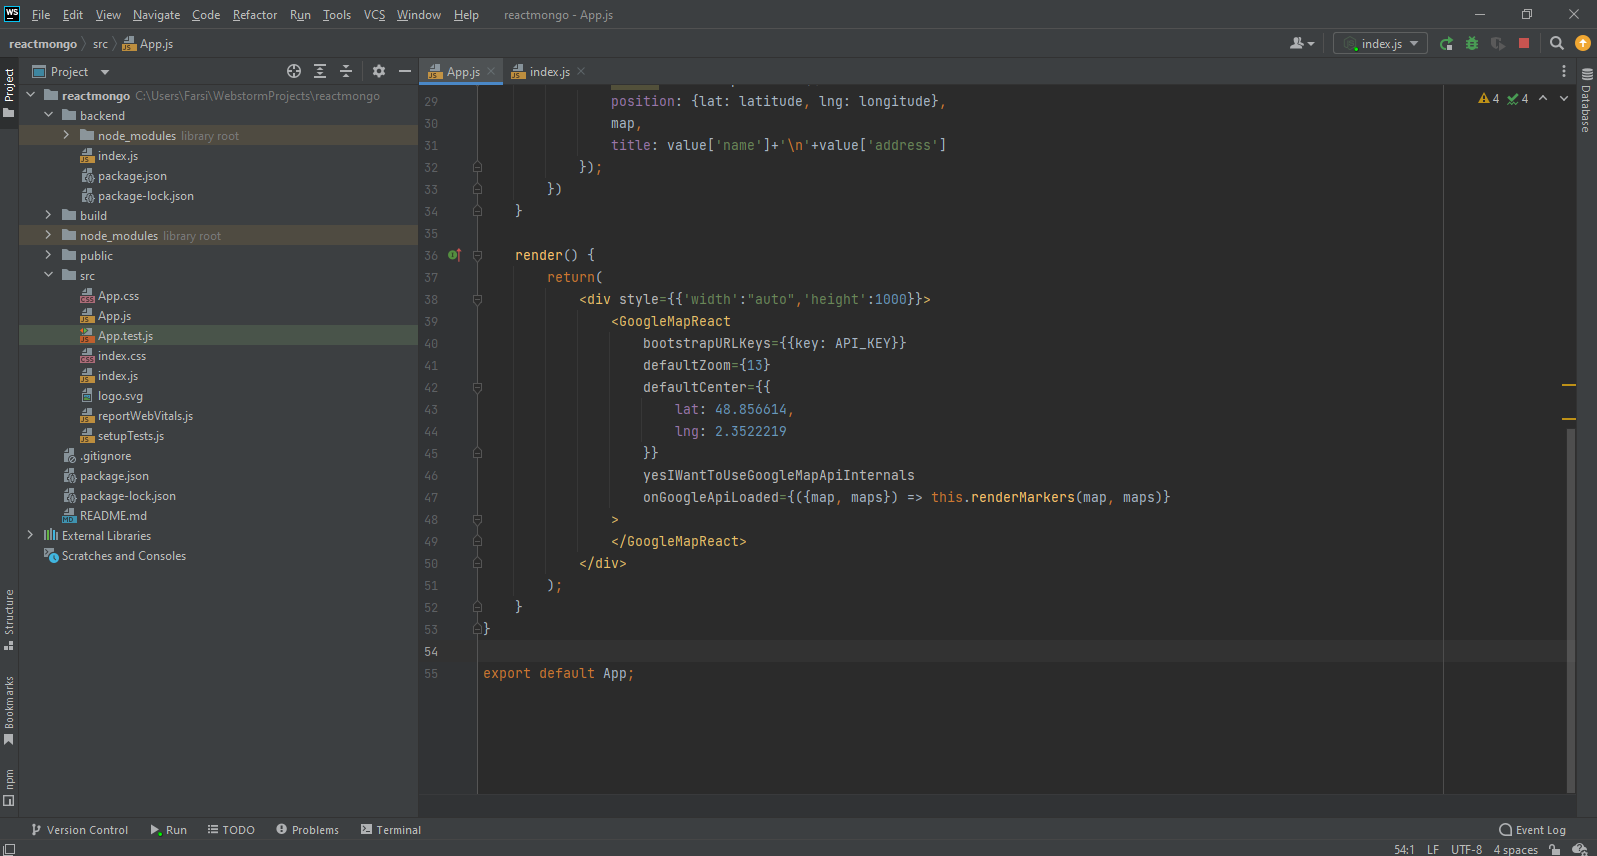 WS File Edit View Navigate Code Refactor Run Tools VCS Window Help reactmongo - App.js
reactmongo src App.js index.js
Project
App.js index.js
Project
reactmongo C:\Users\Farsi\WebstormProjects\reactmongo
backend
node_modules library root
index.js
package.json
package-lock.json
build
node_modules library root
public
src
App.css
App.js
App.test.js
index.css
index.js
logo.svg
reportWebVitals.js
setupTests.js
.gitignore
package.json
package-lock.json
README.md
External Libraries
Scratches and Consoles
Structure
Bookmarks
npm
4 4
29 position: {lat: latitude, lng: longitude},
30 map,
31 title: value['name']+'\n'+value['address']
32 });
33 })
34 }
35
36 render() {
37 return(
38 <div style={{'width':"auto",'height':1000}}>
39 <GoogleMapReact
40 bootstrapURLKeys={{key: API_KEY}}
41 defaultZoom={13}
42 defaultCenter={{
43 lat: 48.856614,
44 lng: 2.3522219
45 }}
46 yesIWantToUseGoogleMapApiInternals
47 onGoogleApiLoaded={({map, maps}) => this.renderMarkers(map, maps)}
48 >
49 </GoogleMapReact>
50 </div>
51 );
52 }
53 }
54
55 export default App;
Database
Version Control Run TODO Problems Terminal Event Log
54:1 LF UTF-8 4 spaces